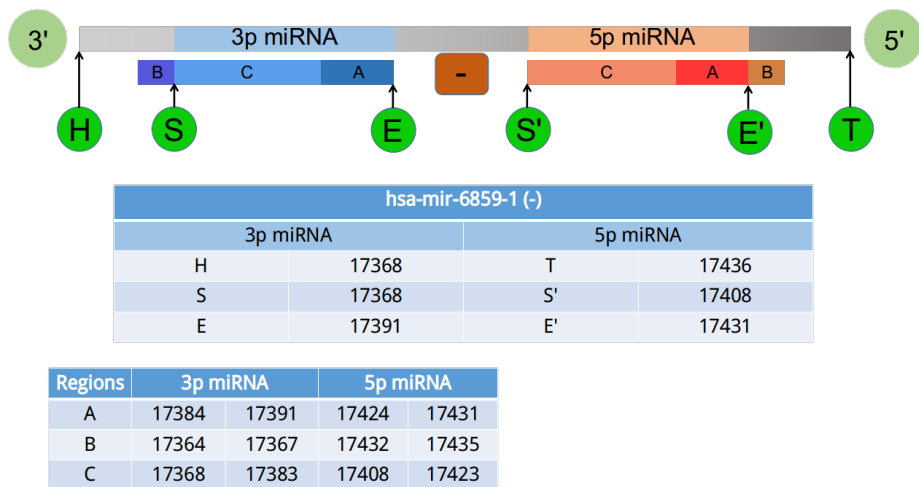 3' 3p miRNA 5p miRNA 5'
B C A - C A B
H S E S' E' T
hsa-mir-6859-1 (-)
3p miRNA 5p miRNA
H 17368 T 17436
S 17368 S' 17408
E 17391 E' 17431
Regions 3p miRNA 5p miRNA
A 17384 17391 17424 17431
B 17364 17367 17432 17435
C 17368 17383 17408 17423